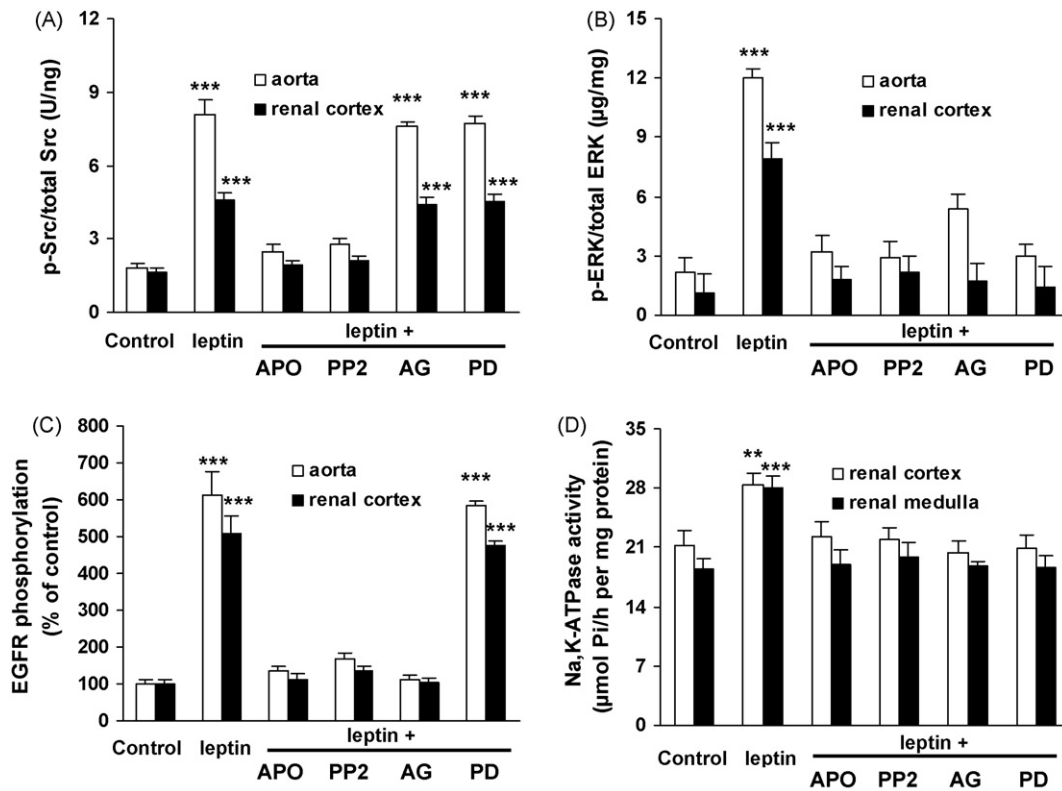 (A)
12
9
6
3
0
p-Src/total Src (U/ng)
aorta
renal cortex
***
***
***
***
***
***
Control
leptin
leptin +
APO
PP2
AG
PD
(B)
15
12
9
6
3
0
p-ERK/total ERK (µg/mg)
aorta
renal cortex
***
***
Control
leptin
leptin +
APO
PP2
AG
PD
(C)
800
700
600
500
400
300
200
100
0
EGFR phosphorylation
(% of control)
aorta
renal cortex
***
***
***
***
Control
leptin
leptin +
APO
PP2
AG
PD
(D)
35
28
21
14
7
0
Na,K-ATPase activity
(µmol Pi/h per mg protein)
renal cortex
renal medulla
**
***
Control
leptin
leptin +
APO
PP2
AG
PD